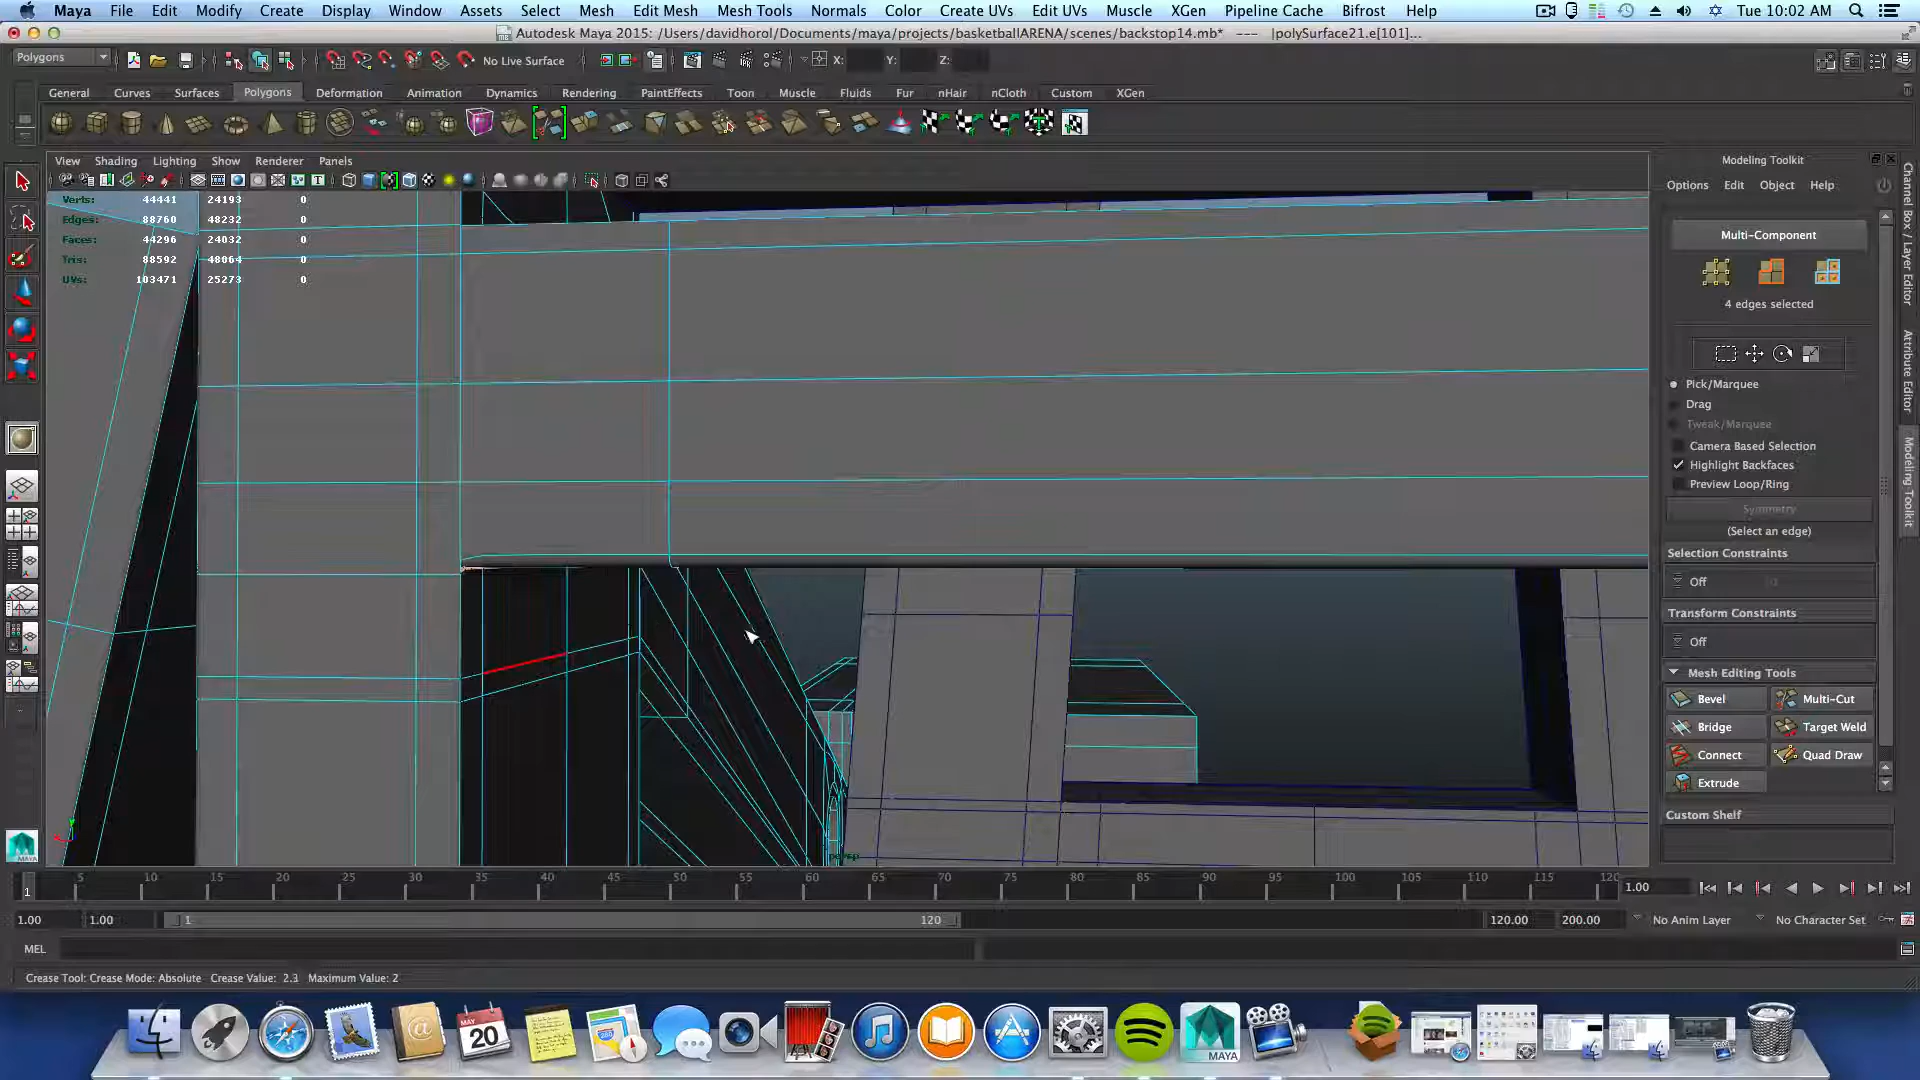 Maya File Edit Modify Create Display Window Assets Select Mesh Edit Mesh Mesh Tools Normals Color Create UVs Edit UVs Muscle XGen Pipeline Cache Bifrost Help Tue 10:02 AM
Autodesk Maya 2015: /Users/davidhorol/Documents/maya/projects/basketballARENA/scenes/backstop14.mb* --- |polySurface21.e[101]...
Polygons No Live Surface X: Y: Z:
General Curves Surfaces Polygons Deformation Animation Dynamics Rendering PaintEffects Toon Muscle Fluids Fur nHair nCloth Custom XGen
View Shading Lighting Show Renderer Panels
Verts: 44441 24193 0
Edges: 88760 48232 0
Faces: 44296 24032 0
Tris: 88592 48064 0
UVs: 103471 25273 0
persp
Modeling Toolkit
Options Edit Object Help
Multi-Component
4 edges selected
Pick/Marquee
Drag
Tweak/Marquee
Camera Based Selection
Highlight Backfaces
Preview Loop/Ring
Symmetry
(Select an edge)
Selection Constraints
Off
Transform Constraints
Off
Mesh Editing Tools
Bevel Multi-Cut
Bridge Target Weld
Connect Quad Draw
Extrude
Custom Shelf
Channel Box / Layer Editor
Attribute Editor
Modeling Toolkit
1 5 10 15 20 25 30 35 40 45 50 55 60 65 70 75 80 85 90 95 100 105 110 115 120 1.00
1.00 1.00 1 120 120.00 200.00 No Anim Layer No Character Set
MEL
Crease Tool: Crease Mode: Absolute Crease Value: 2.3 Maximum Value: 2
MAYA
MAY
20
MAYA